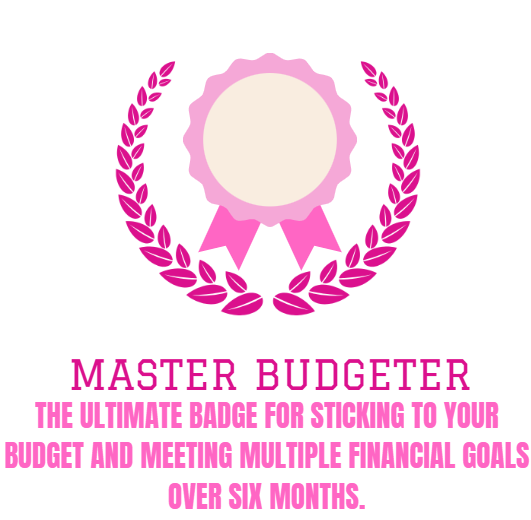 MASTER BUDGETER
THE ULTIMATE BADGE FOR STICKING TO YOUR
BUDGET AND MEETING MULTIPLE FINANCIAL GOALS
OVER SIX MONTHS.